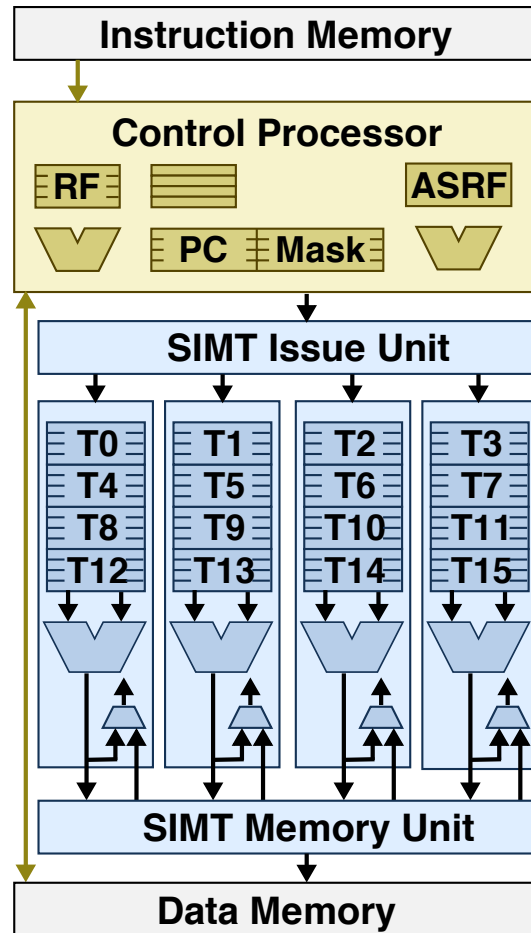 Instruction Memory
Control Processor
RF ASRF
PC Mask
SIMT Issue Unit
T0 T1 T2 T3
T4 T5 T6 T7
T8 T9 T10 T11
T12 T13 T14 T15
SIMT Memory Unit
Data Memory